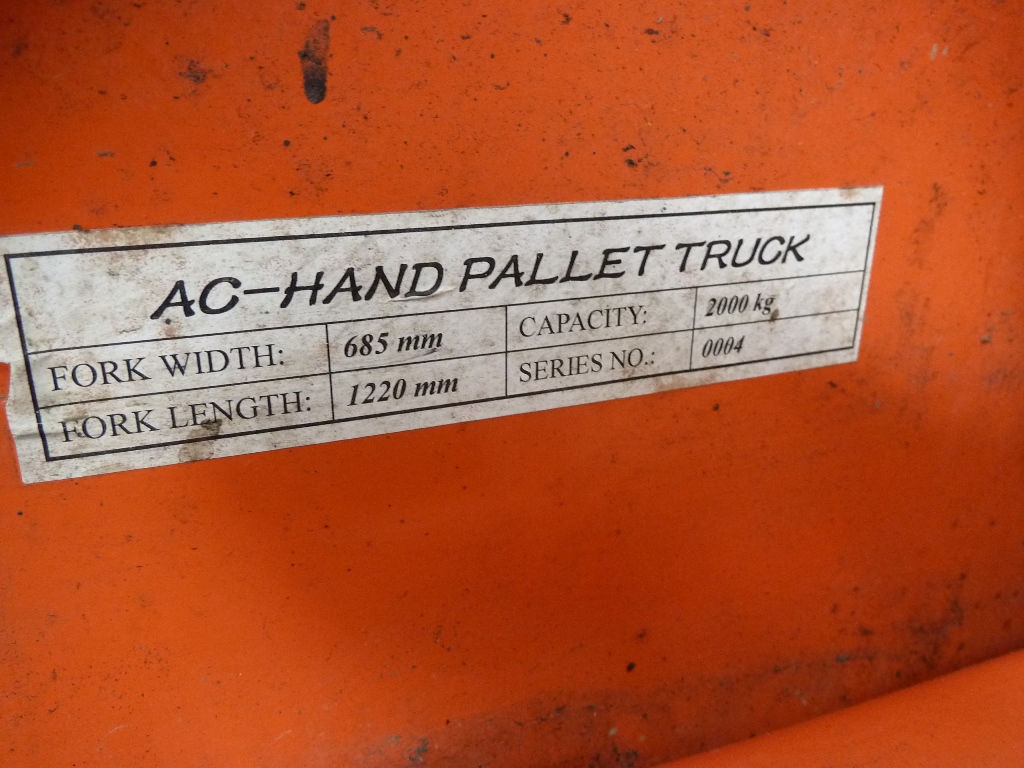 AC-HAND PALLET TRUCK
FORK WIDTH: 685 mm CAPACITY: 2000 kg
FORK LENGTH: 1220 mm SERIES NO.: 0004